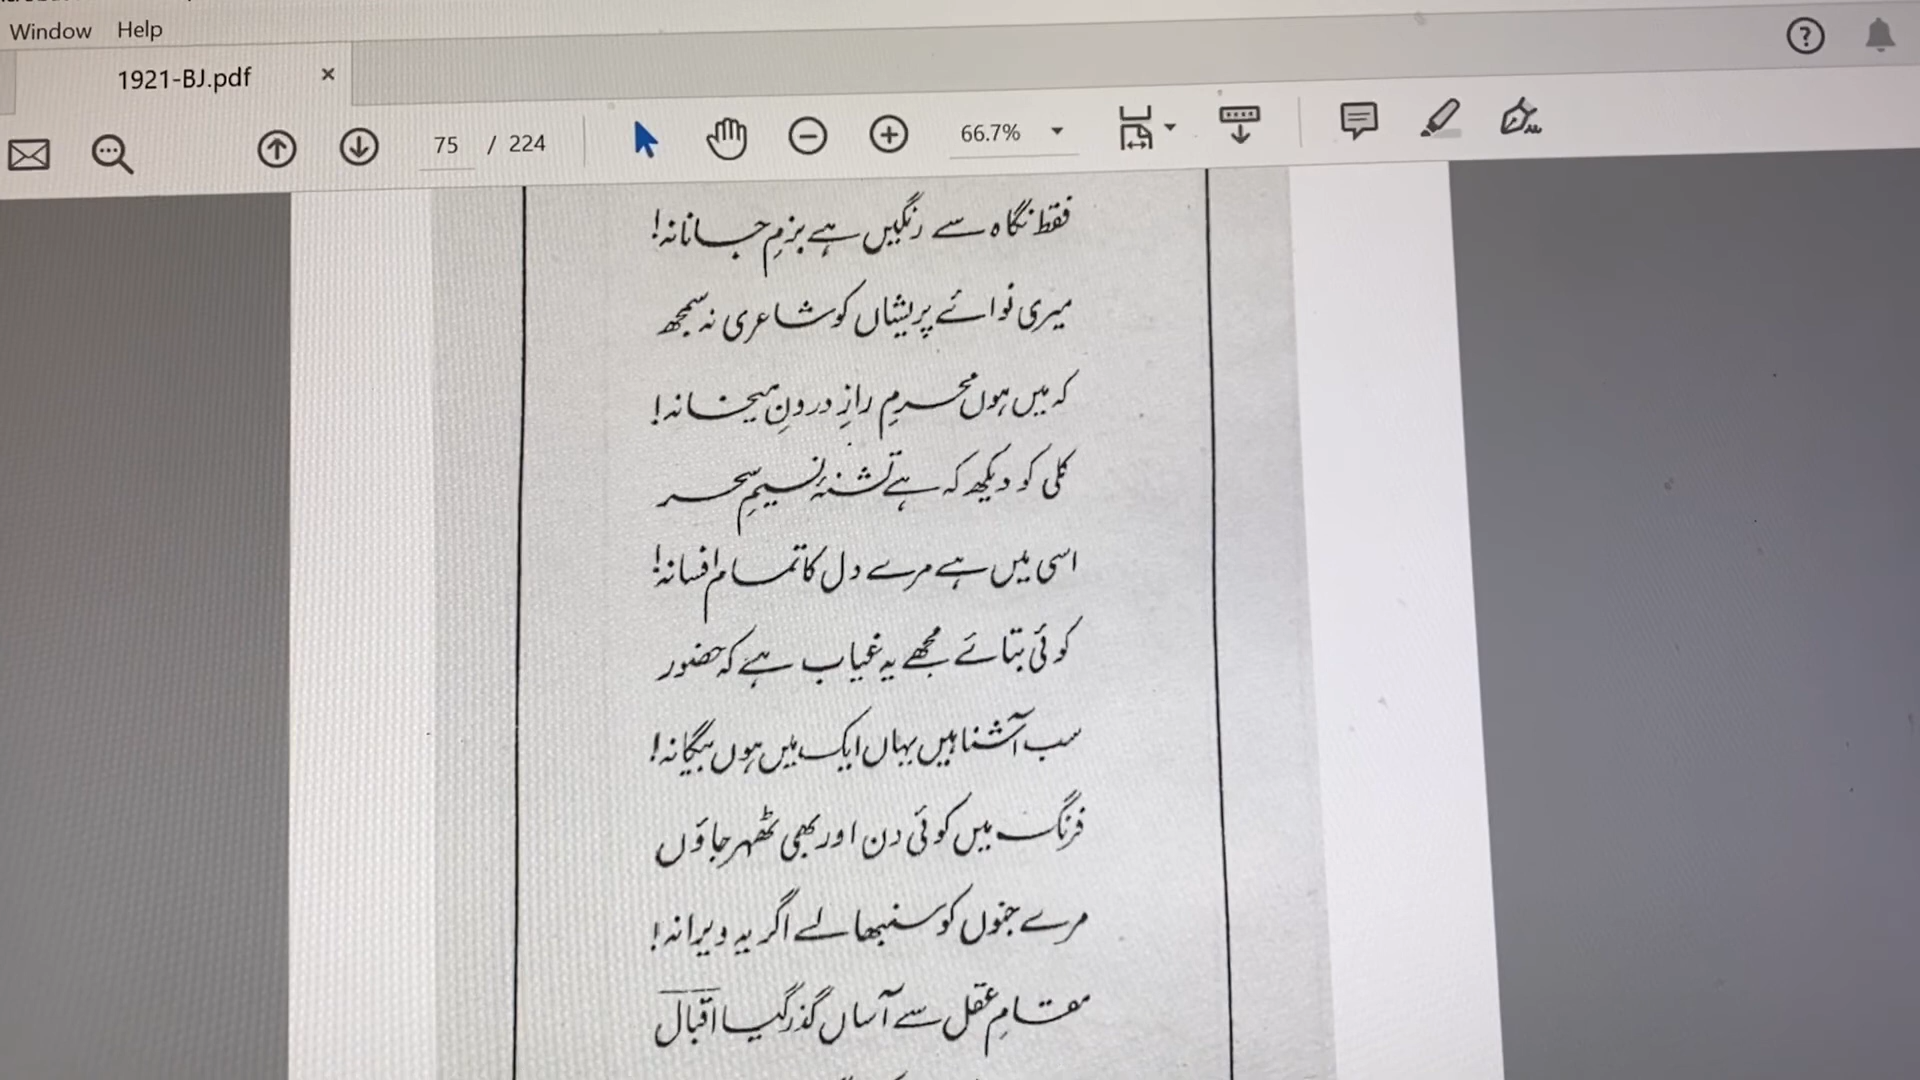 Window Help
1921-BJ.pdf ×
75 / 224 66.7%
فقط نگاہ سے رنگیں ہے بزمِ جانانہ!
میری نوائے پریشاں کو شاعری نہ سمجھ
کہ میں ہوں محرمِ رازِ درونِ میخانہ!
کلی کو دیکھ کہ ہے تشنۂ نسیمِ سحر
اسی میں ہے مرے دل کا تمام افسانہ!
کوئی بتائے مجھے یہ غیاب ہے کہ حضور
سب آشنا ہیں یہاں ایک میں ہوں بیگانہ!
فرنگ میں کوئی دن اور بھی ٹھہر جاؤں
مرے جنوں کو سنبھالے اگر یہ ویرانہ!
مقامِ عقل سے آساں گذر گیا اقبال